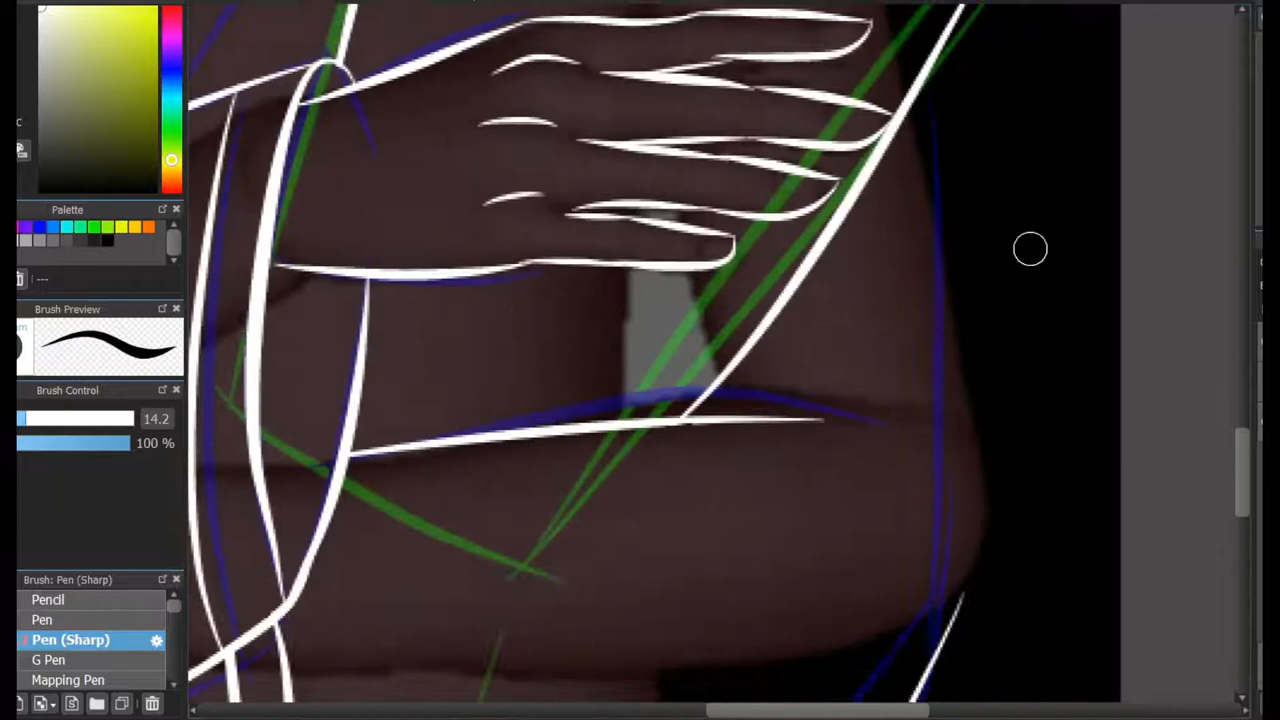 Palette
---
Brush Preview
Brush Control
14.2
100 %
Brush: Pen (Sharp)
Pencil
Pen
Pen (Sharp)
G Pen
Mapping Pen